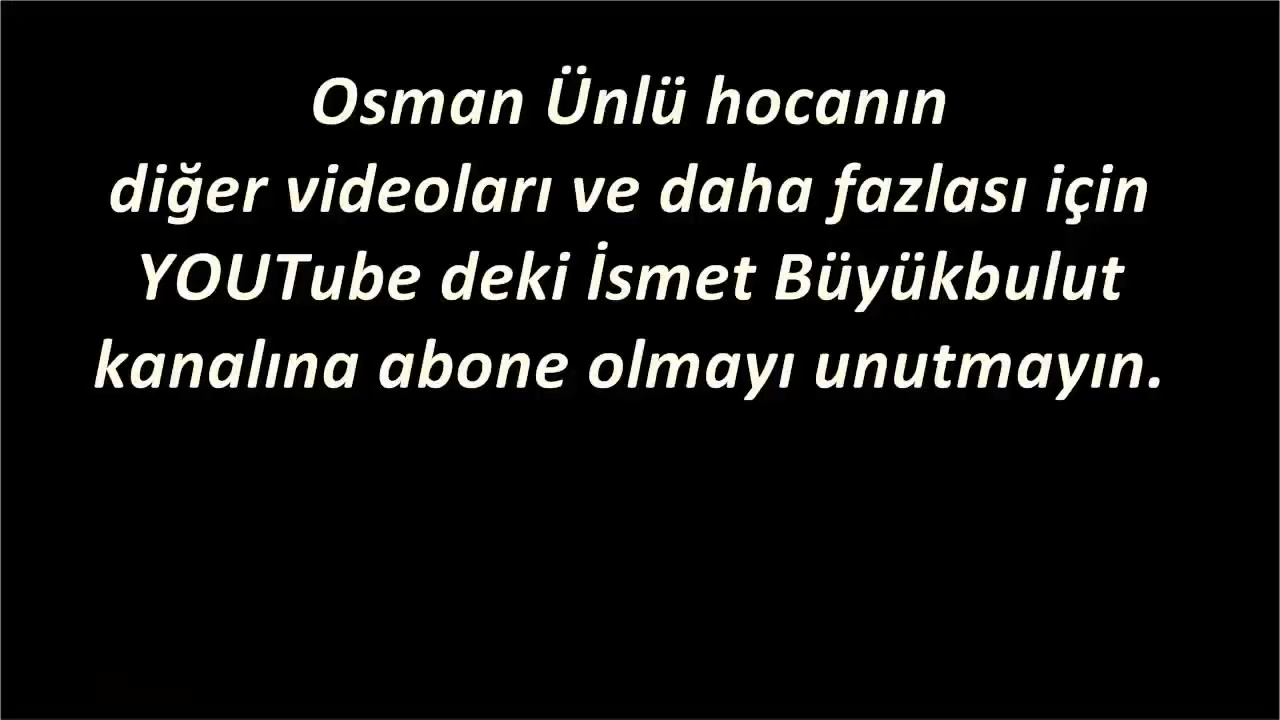 Osman Ünlü hocanın
diğer videoları ve daha fazlası için
YOUTube deki İsmet Büyükbulut
kanalına abone olmayı unutmayın.